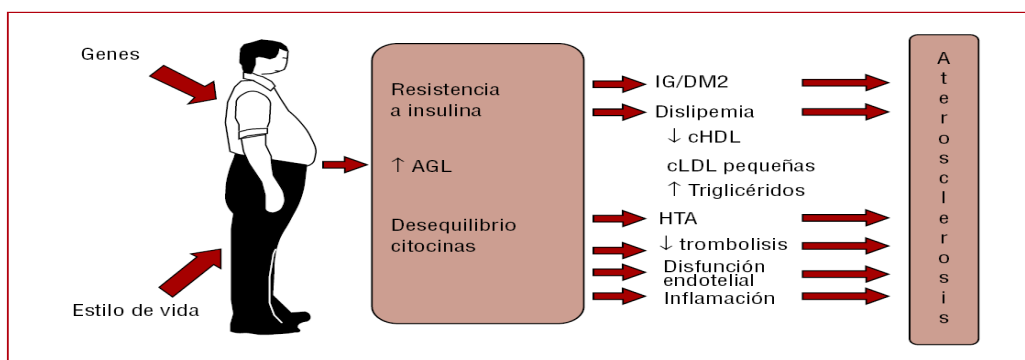 Genes
Estilo de vida
Resistencia
a insulina
↑ AGL
Desequilibrio
citocinas
IG/DM2
Dislipemia
↓ cHDL
cLDL pequeñas
↑ Triglicéridos
HTA
↓ trombolisis
Disfunción
endotelial
Inflamación
Aterosclerosis